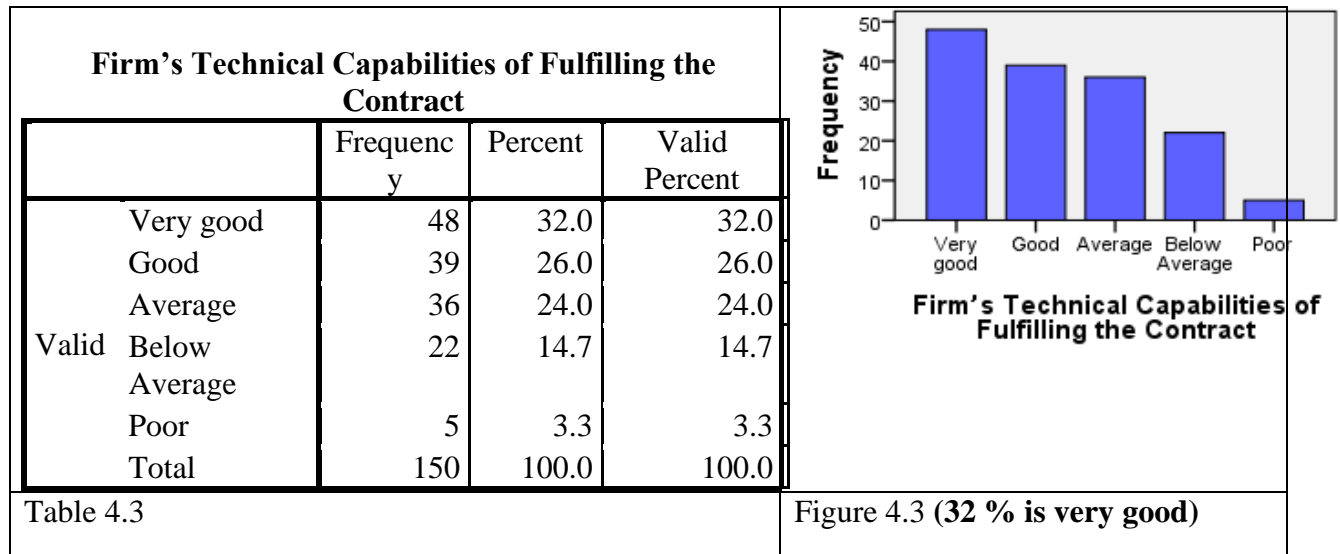 Firm’s Technical Capabilities of Fulfilling the
Contract
Frequenc
y
Percent
Valid
Percent
Valid
Very good 48 32.0 32.0
Good 39 26.0 26.0
Average 36 24.0 24.0
Below
Average
22 14.7 14.7
Poor 5 3.3 3.3
Total 150 100.0 100.0
Table 4.3
Frequency
50
40
30
20
10
0
Very
good
Good
Average
Below
Average
Poor
Firm’s Technical Capabilities of
Fulfilling the Contract
Figure 4.3 (32 % is very good)